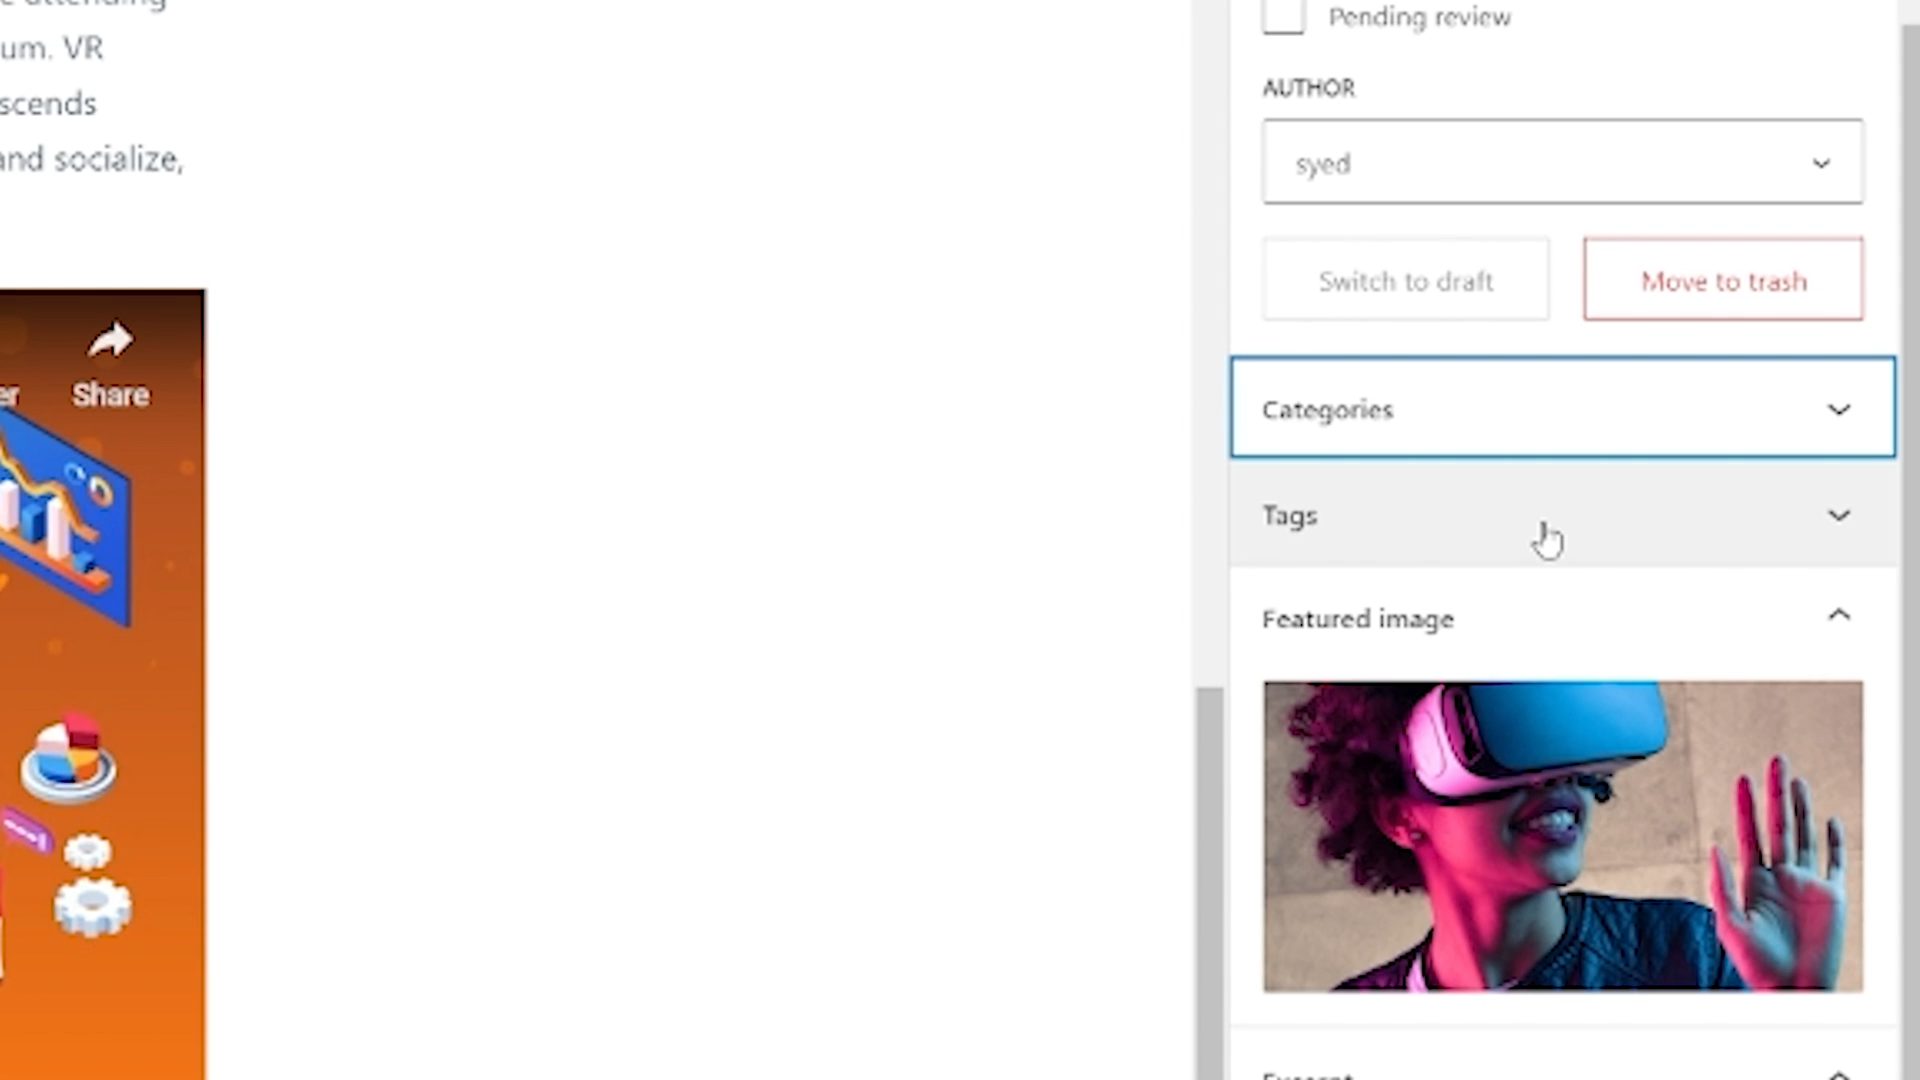 um. VR
scends
and socialize,
Share
Pending review
AUTHOR
syed
Switch to draft
Move to trash
Categories
Tags
Featured image